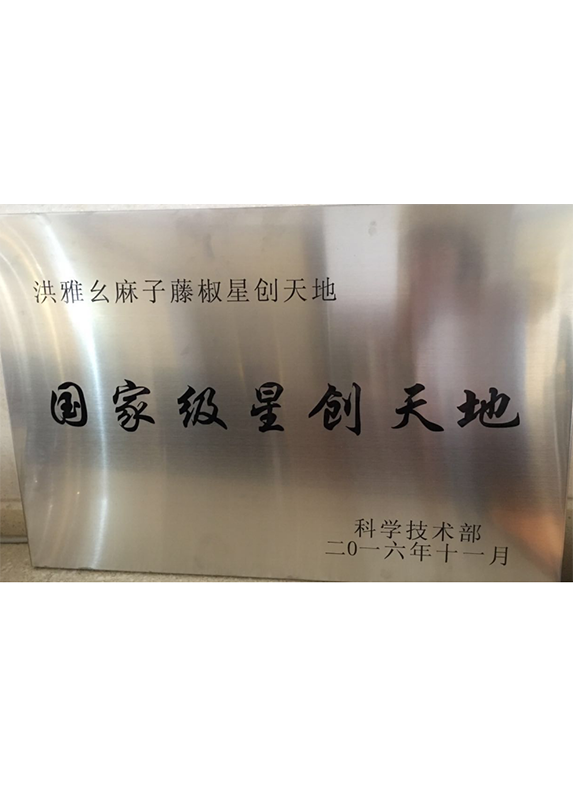 洪雅幺麻子藤椒星创天地
国家级星创天地
科学技术部
二0一六年十一月